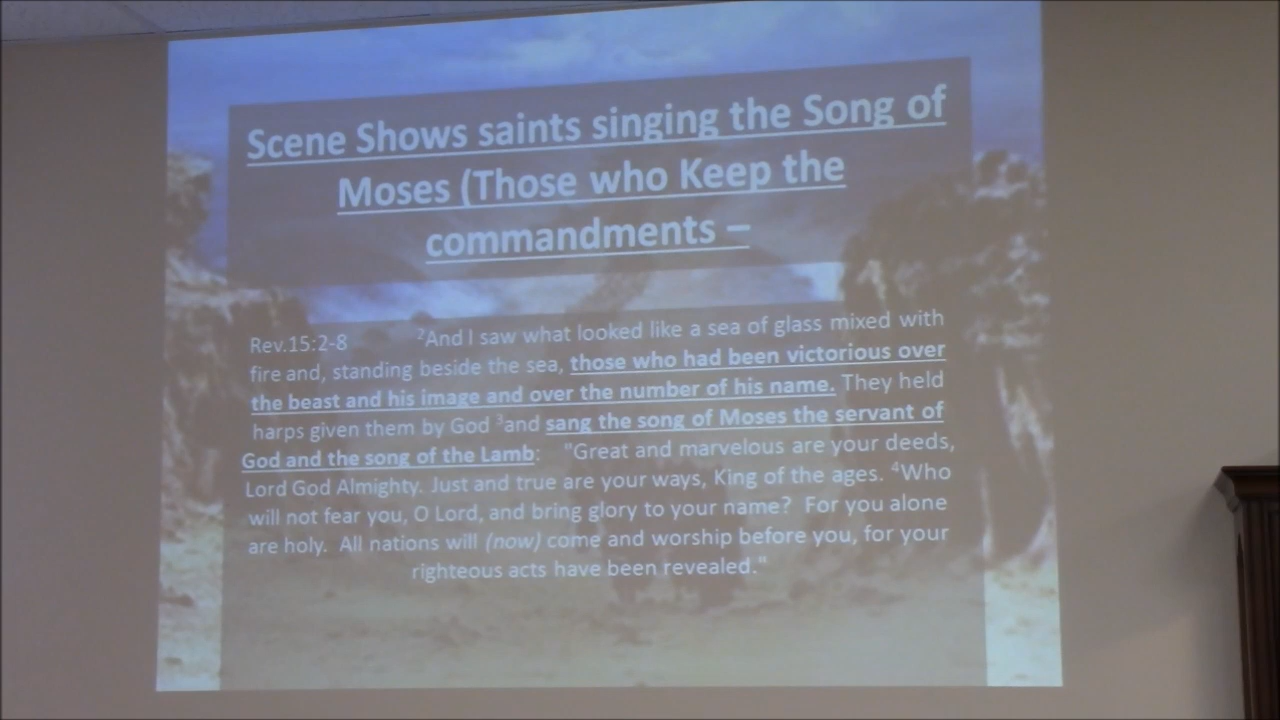 Scene Shows saints singing the Song of
Moses (Those who Keep the
commandments –
Rev.15:2-8 ²And I saw what looked like a sea of glass mixed with
fire and, standing beside the sea, those who had been victorious over
the beast and his image and over the number of his name. They held
harps given them by God ³and sang the song of Moses the servant of
God and the song of the Lamb: "Great and marvelous are your deeds,
Lord God Almighty. Just and true are your ways, King of the ages. ⁴Who
will not fear you, O Lord, and bring glory to your name? For you alone
are holy. All nations will (now) come and worship before you, for your
righteous acts have been revealed."